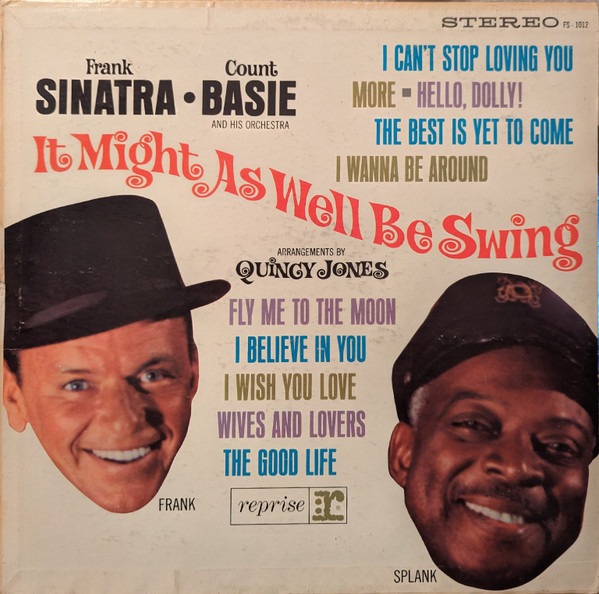 STEREO FS-1012
Frank Count
SINATRA • BASIE
AND HIS ORCHESTRA
I CAN'T STOP LOVING YOU
MORE ▪ HELLO, DOLLY!
THE BEST IS YET TO COME
I WANNA BE AROUND
It Might As Well Be Swing
ARRANGEMENTS BY
QUINCY JONES
FLY ME TO THE MOON
I BELIEVE IN YOU
I WISH YOU LOVE
WIVES AND LOVERS
THE GOOD LIFE
reprise r
FRANK
SPLANK